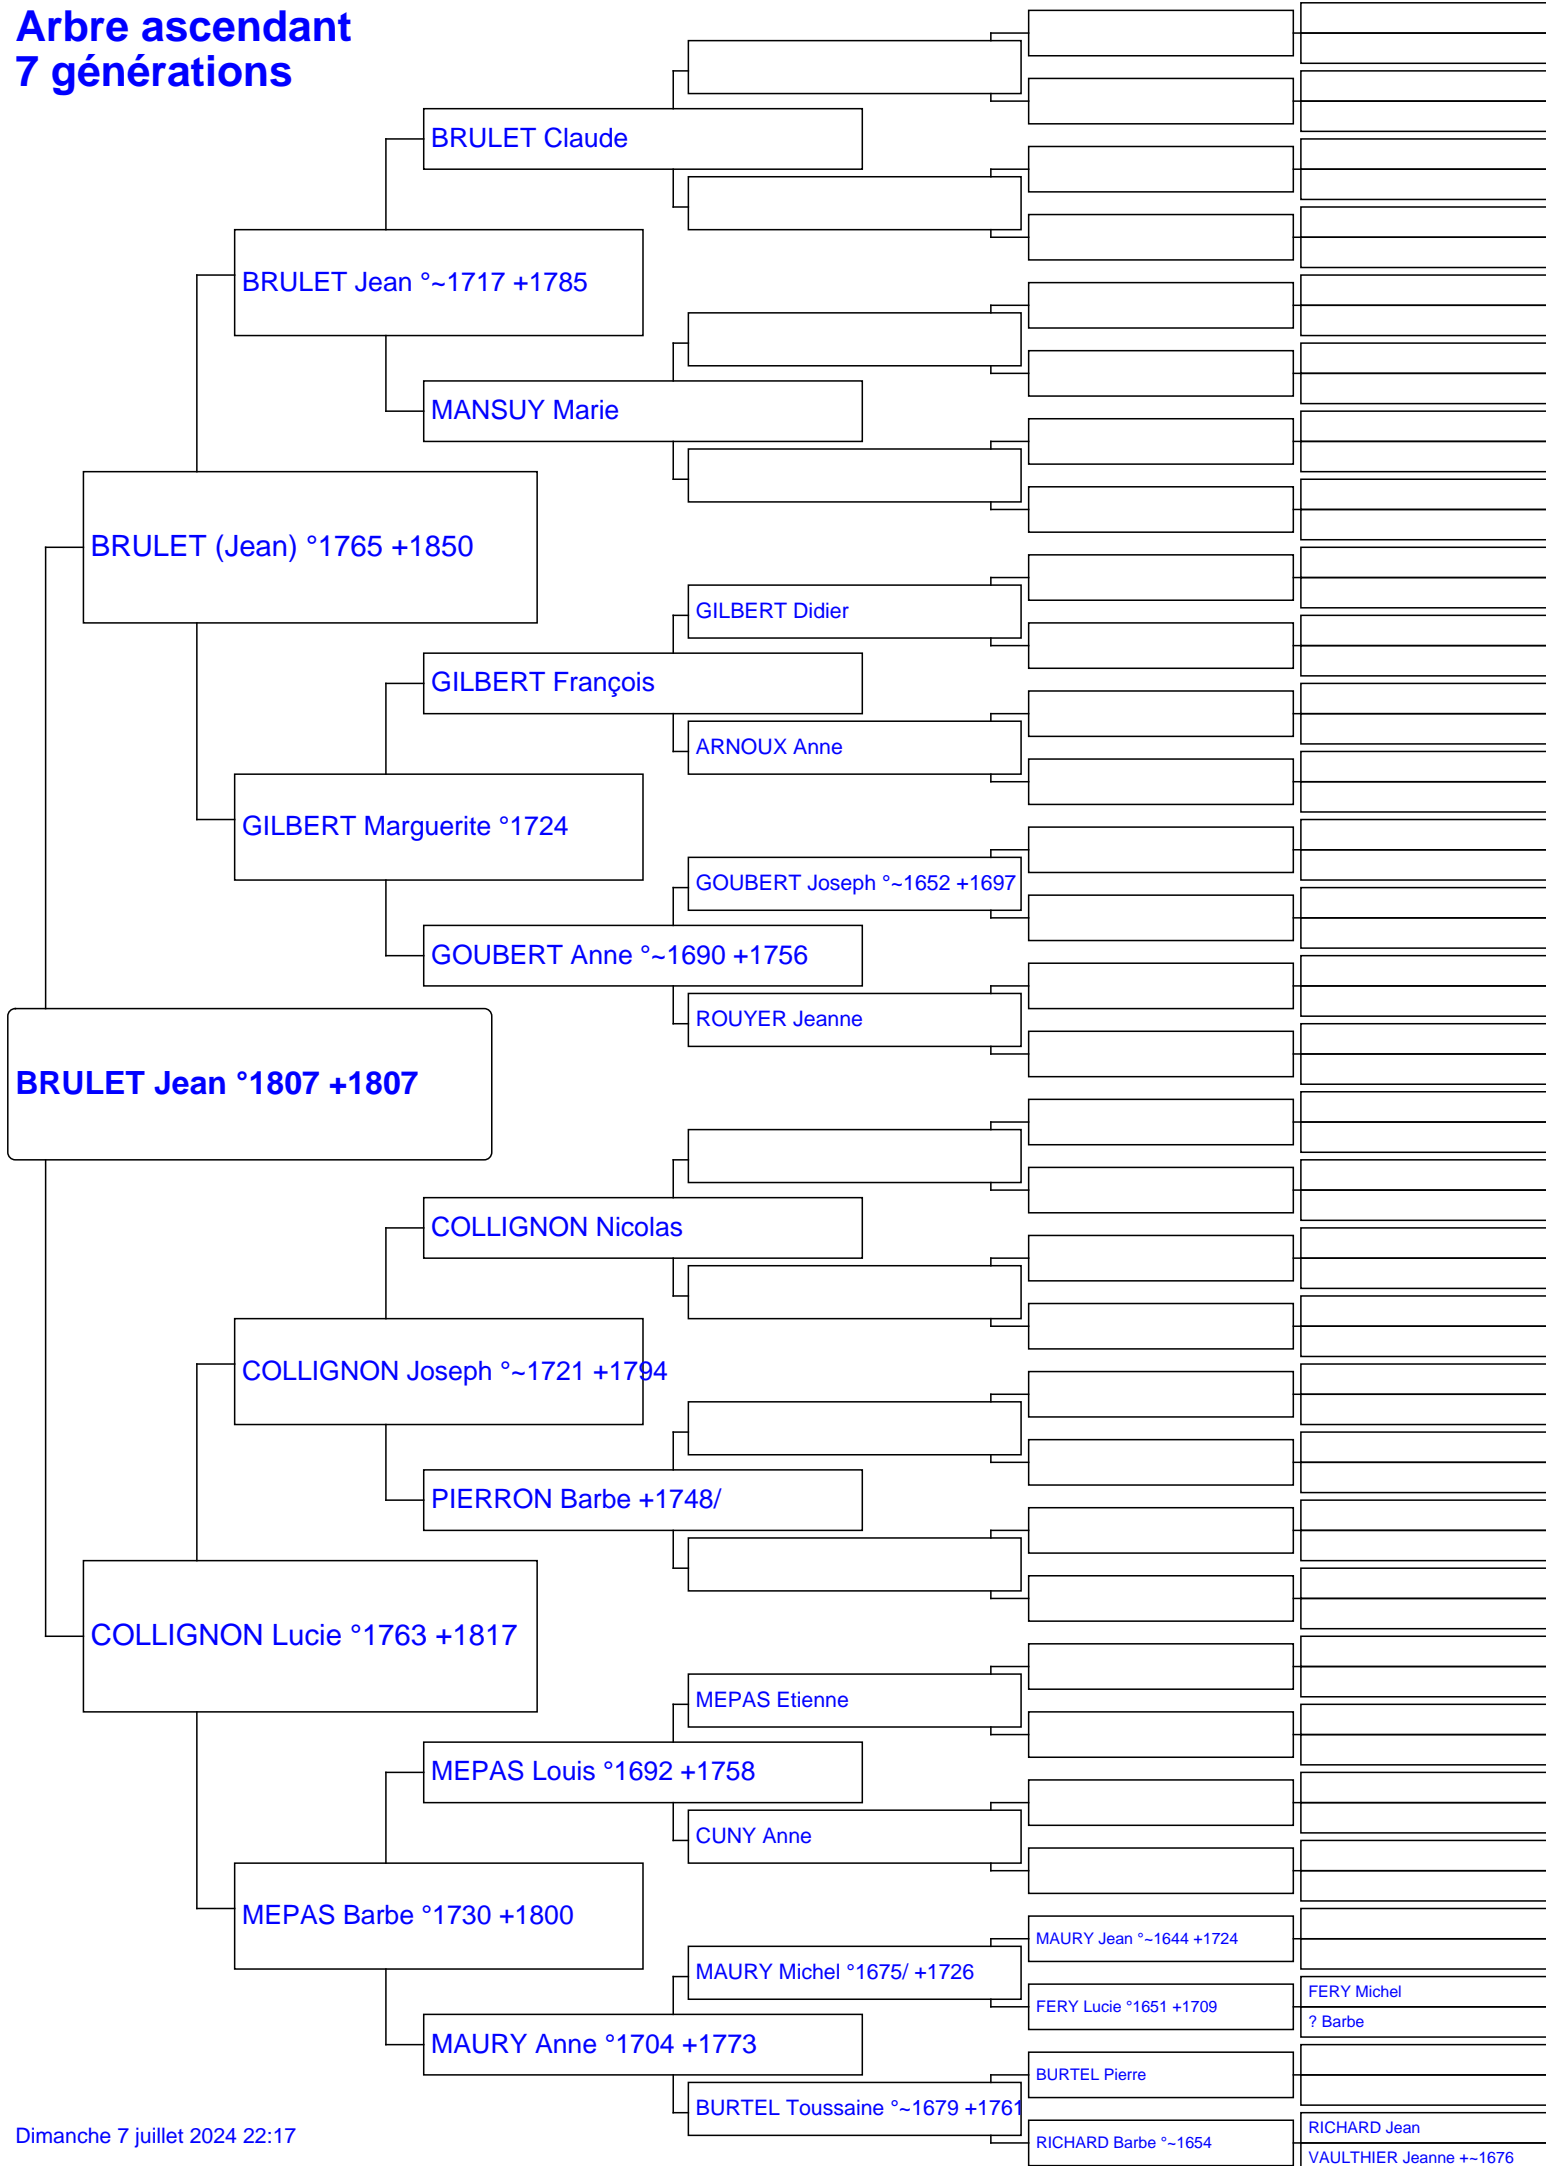 Arbre ascendant
7 générations
BRULET Claude
BRULET Jean °~1717 +1785
MANSUY Marie
BRULET (Jean) °1765 +1850
GILBERT Didier
GILBERT François
ARNOUX Anne
GILBERT Marguerite °1724
GOUBERT Joseph °~1652 +1697
GOUBERT Anne °~1690 +1756
ROUYER Jeanne
BRULET Jean °1807 +1807
COLLIGNON Nicolas
COLLIGNON Joseph °~1721 +1794
PIERRON Barbe +1748/
COLLIGNON Lucie °1763 +1817
MEPAS Etienne
MEPAS Louis °1692 +1758
CUNY Anne
MEPAS Barbe °1730 +1800
MAURY Jean °~1644 +1724
MAURY Michel °1675/ +1726
FERY Michel
FERY Lucie °1651 +1709
? Barbe
MAURY Anne °1704 +1773
BURTEL Pierre
BURTEL Toussaine °~1679 +1761
RICHARD Jean
RICHARD Barbe °~1654
VAULTHIER Jeanne +~1676
Dimanche 7 juillet 2024 22:17